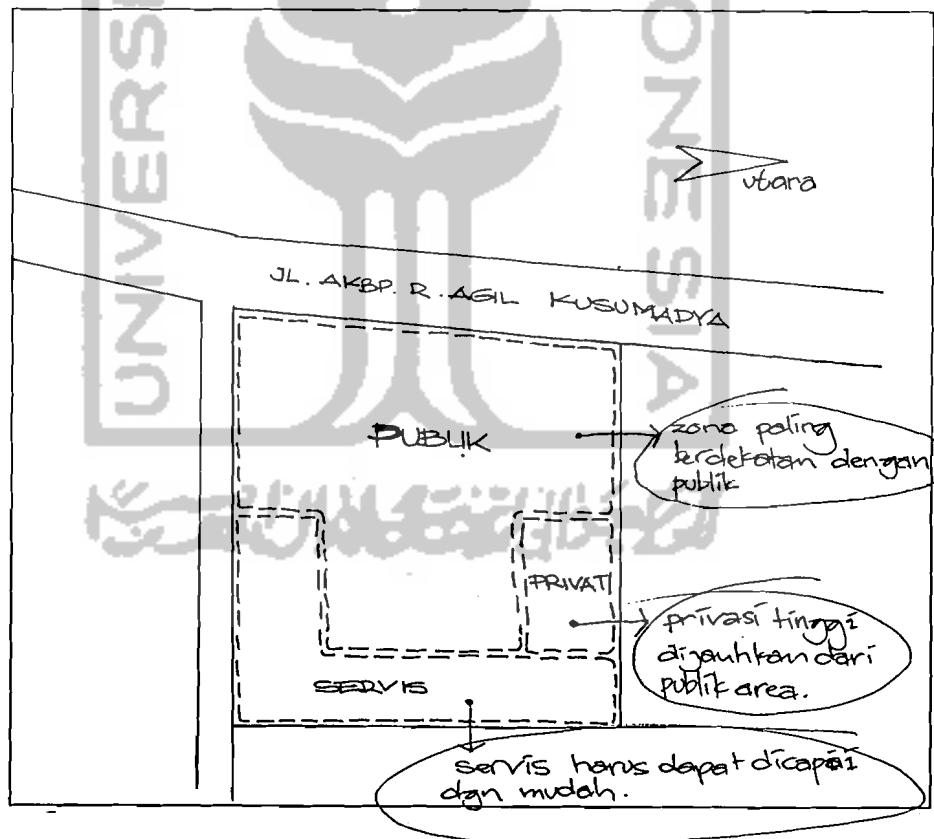 utara
JL. AKBP. R. AGIL KUSUMADYA
PUBLIK
zona paling
berdekatan dengan
publik
PRIVAT
privasi tinggi
dijauhkan dari
publik area.
SERVIS
servis harus dapat dicapai
dgn mudah.